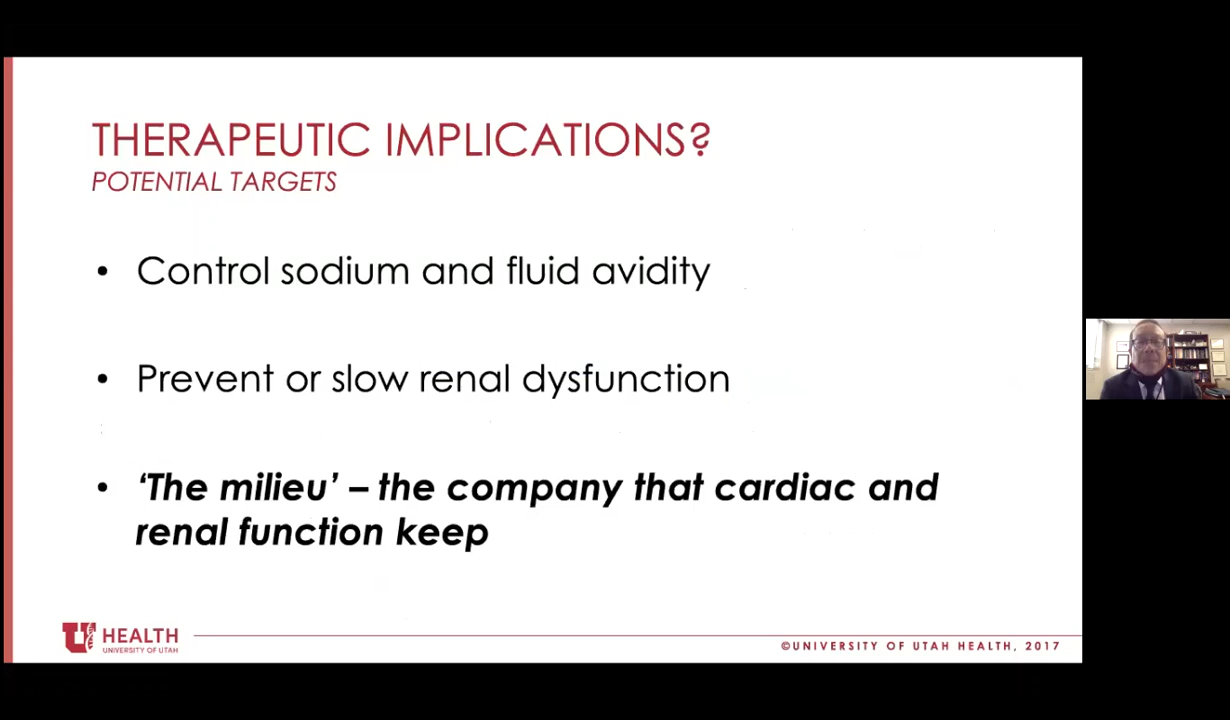 THERAPEUTIC IMPLICATIONS?
POTENTIAL TARGETS
• Control sodium and fluid avidity
• Prevent or slow renal dysfunction
• ‘The milieu’ – the company that cardiac and
renal function keep
U HEALTH
UNIVERSITY OF UTAH
©UNIVERSITY OF UTAH HEALTH, 2017